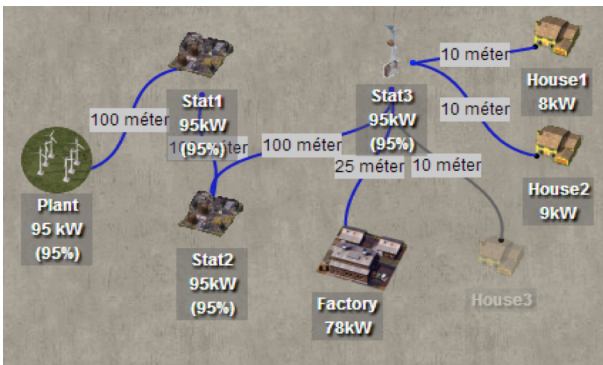 10 méter
House1
8kW
Stat1
95kW
(95%)
Stat3
95kW
(95%)
100 méter
10 méter
100 méter
25 méter
10 méter
House2
9kW
Plant
95 kW
(95%)
Stat2
95kW
(95%)
Factory
78kW
House3